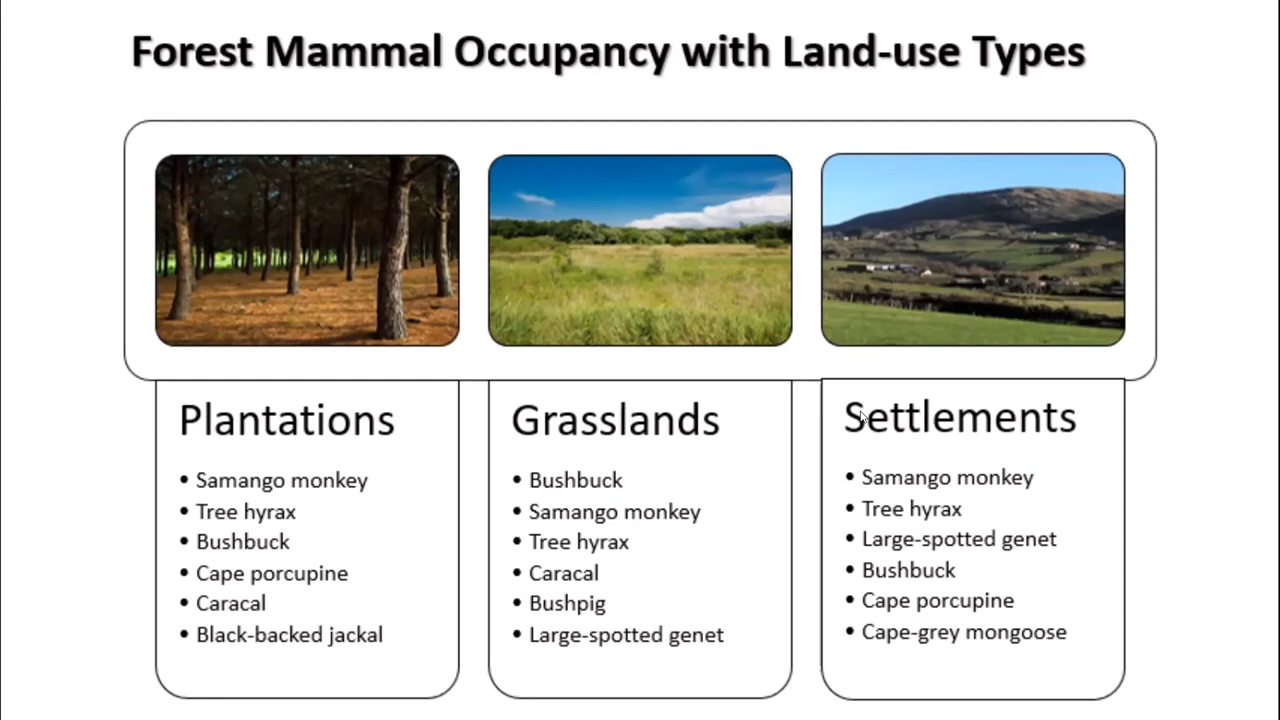 Forest Mammal Occupancy with Land-use Types
Plantations
• Samango monkey
• Tree hyrax
• Bushbuck
• Cape porcupine
• Caracal
• Black-backed jackal
Grasslands
• Bushbuck
• Samango monkey
• Tree hyrax
• Caracal
• Bushpig
• Large-spotted genet
Settlements
• Samango monkey
• Tree hyrax
• Large-spotted genet
• Bushbuck
• Cape porcupine
• Cape-grey mongoose